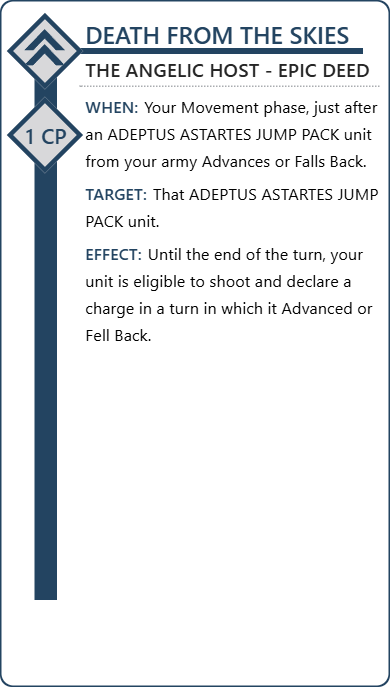 DEATH FROM THE SKIES
THE ANGELIC HOST - EPIC DEED
WHEN: Your Movement phase, just after
1 CP
an ADEPTUS ASTARTES JUMP PACK unit
from your army Advances or Falls Back.
TARGET: That ADEPTUS ASTARTES JUMP
PACK unit.
EFFECT: Until the end of the turn, your
unit is eligible to shoot and declare a
charge in a turn in which it Advanced or
Fell Back.